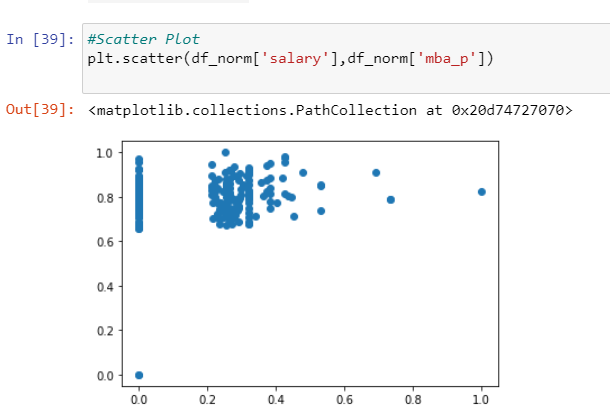 In [39]: #Scatter Plot
plt.scatter(df_norm['salary'],df_norm['mba_p'])
Out[39]: <matplotlib.collections.PathCollection at 0x20d74727070>
1.0
0.8
0.6
0.4
0.2
0.0
0.0 0.2 0.4 0.6 0.8 1.0